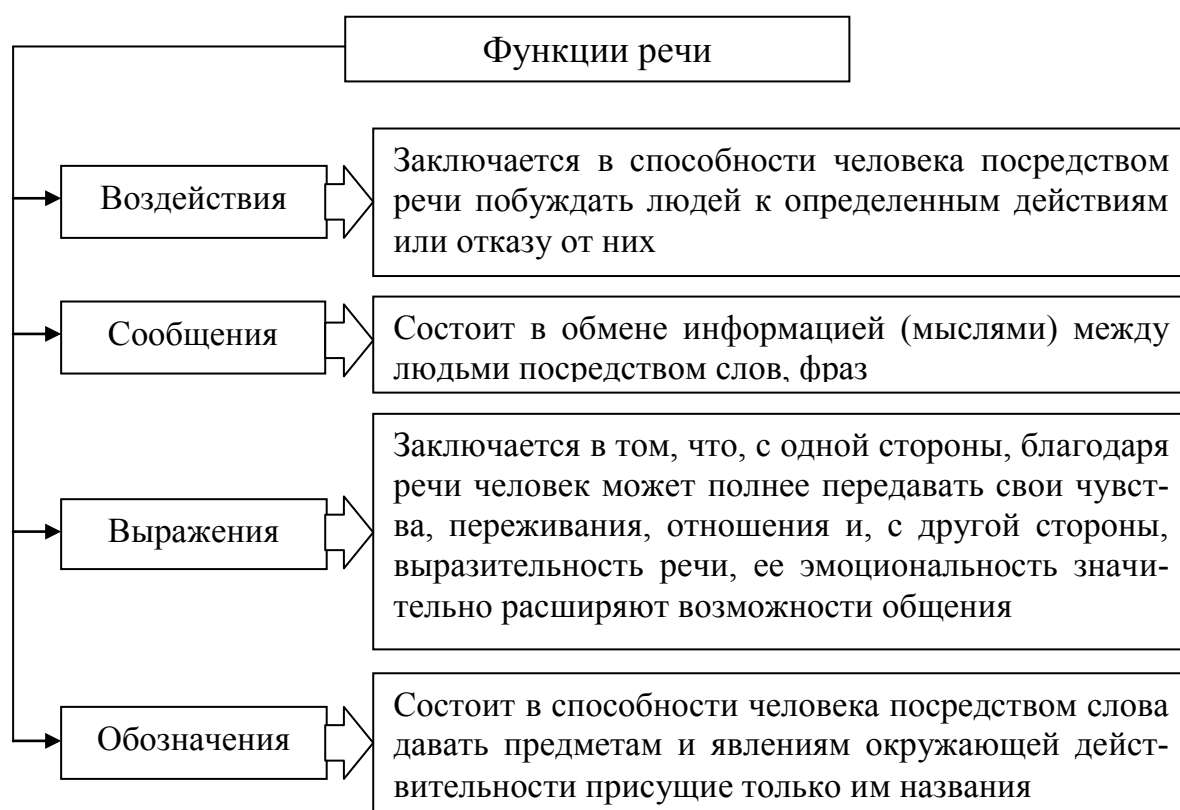 Функции речи
Воздействия
Заключается в способности человека посредством
речи побуждать людей к определенным действиям
или отказу от них
Сообщения
Состоит в обмене информацией (мыслями) между
людьми посредством слов, фраз
Выражения
Заключается в том, что, с одной стороны, благодаря
речи человек может полнее передавать свои чувст-
ва, переживания, отношения и, с другой стороны,
выразительность речи, ее эмоциональность значи-
тельно расширяют возможности общения
Обозначения
Состоит в способности человека посредством слова
давать предметам и явлениям окружающей дейст-
вительности присущие только им названия